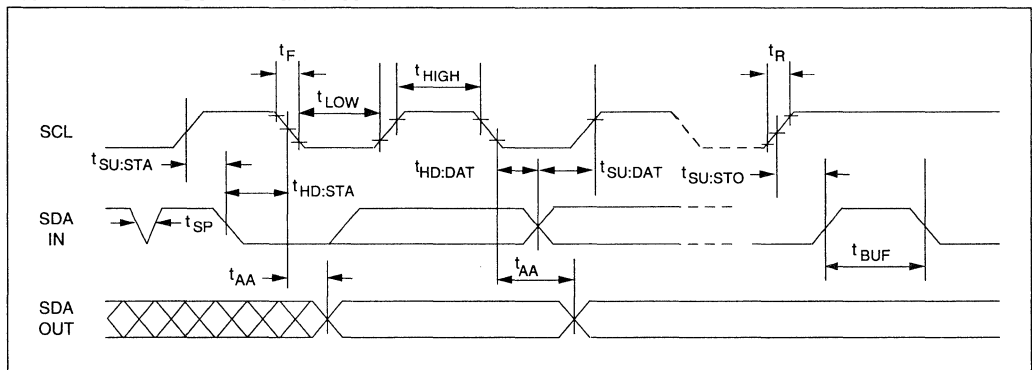 tF
tR
tHIGH
tLOW
SCL
tSU:STA
tHD:STA
tHD:DAT
tSU:DAT
tSU:STO
SDA
IN
tSP
tBUF
tAA
tAA
SDA
OUT